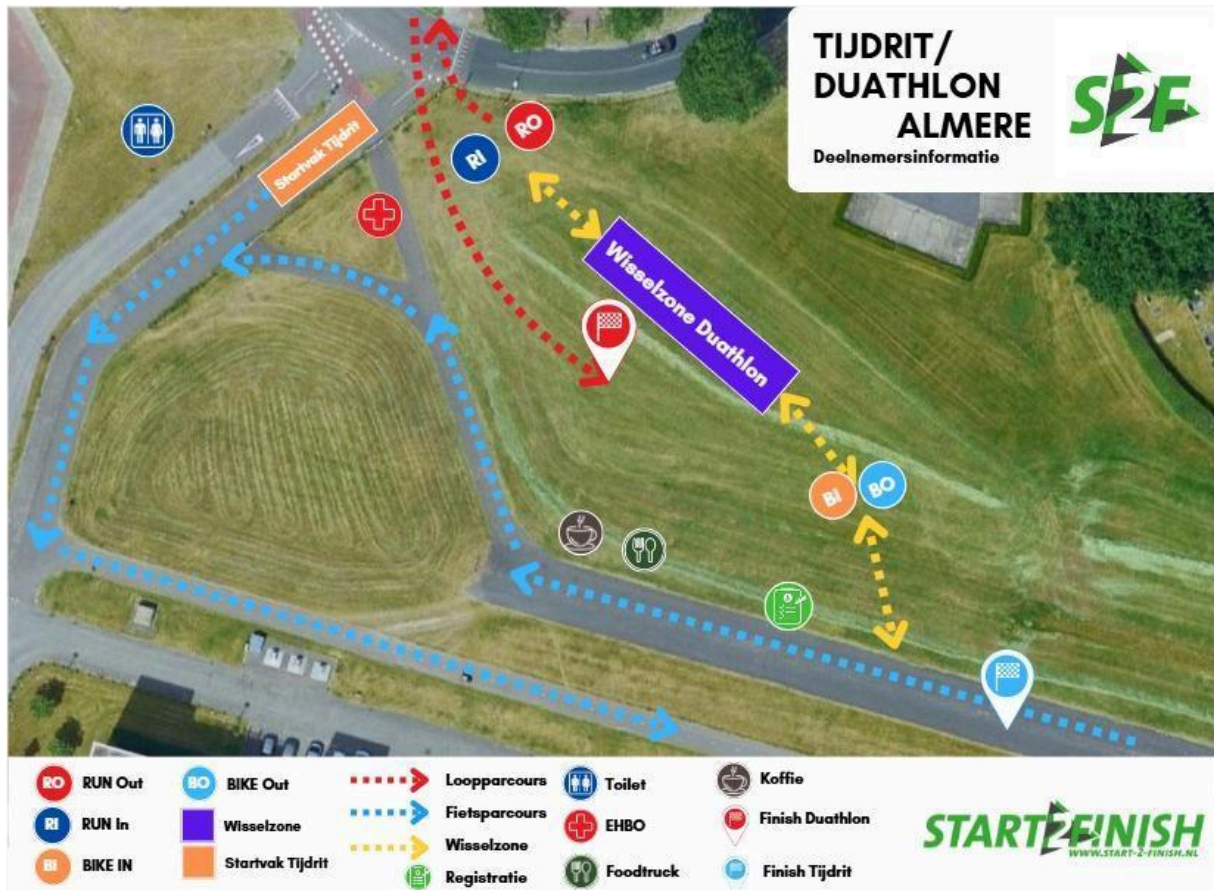 TIJDRIT/
DUATHLON
ALMERE
Deelnemersinformatie
S2F
Startvak Tijdrit
RO
RI
Wisselzone Duathlon
BI
BO
RO RUN Out
RI RUN In
BI BIKE IN
BO BIKE Out
Wisselzone
Startvak Tijdrit
Loopparcours
Fietsparcours
Wisselzone
Registratie
Toilet
EHBO
Foodtruck
Koffie
Finish Duathlon
Finish Tijdrit
START2FINISH
WWW.START-2-FINISH.NL